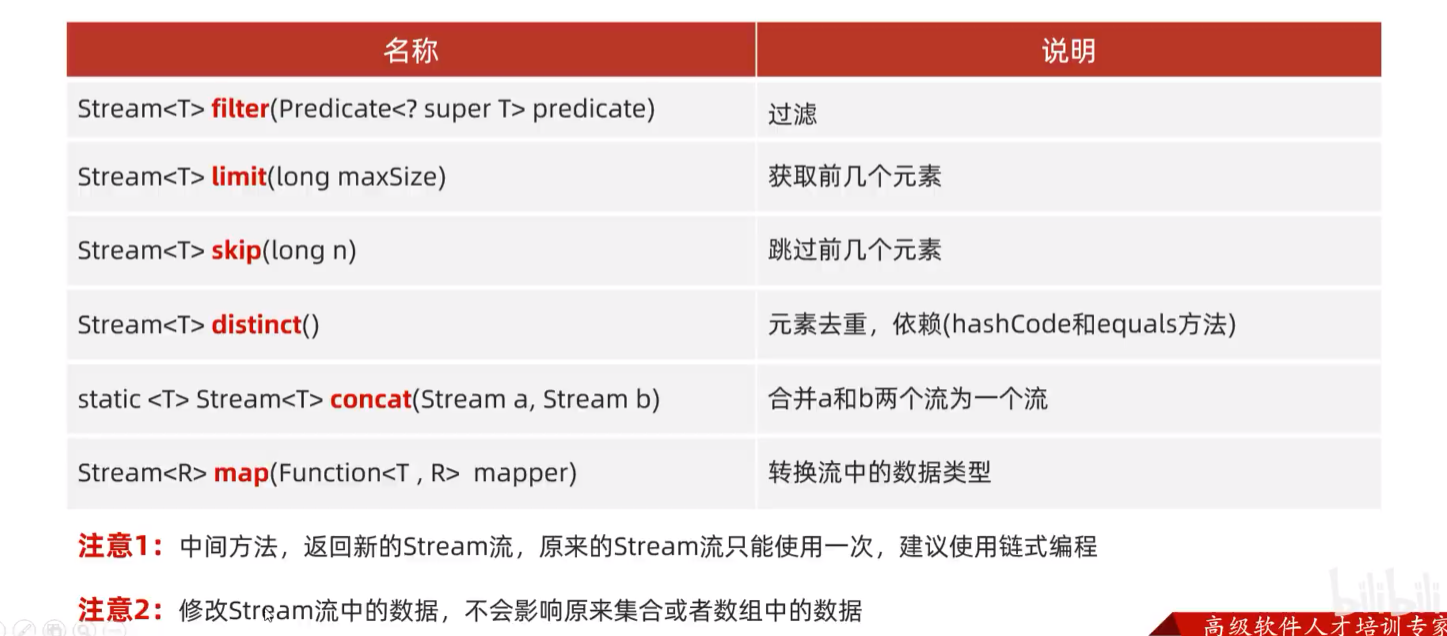 名称 说明
Stream<T> filter(Predicate<? super T> predicate) 过滤
Stream<T> limit(long maxSize) 获取前几个元素
Stream<T> skip(long n) 跳过前几个元素
Stream<T> distinct() 元素去重，依赖(hashCode和equals方法)
static <T> Stream<T> concat(Stream a, Stream b) 合并a和b两个流为一个流
Stream<R> map(Function<T , R> mapper) 转换流中的数据类型
注意1：中间方法，返回新的Stream流，原来的Stream流只能使用一次，建议使用链式编程
注意2：修改Stream流中的数据，不会影响原来集合或者数组中的数据
bilibili
高级软件人才培训专家